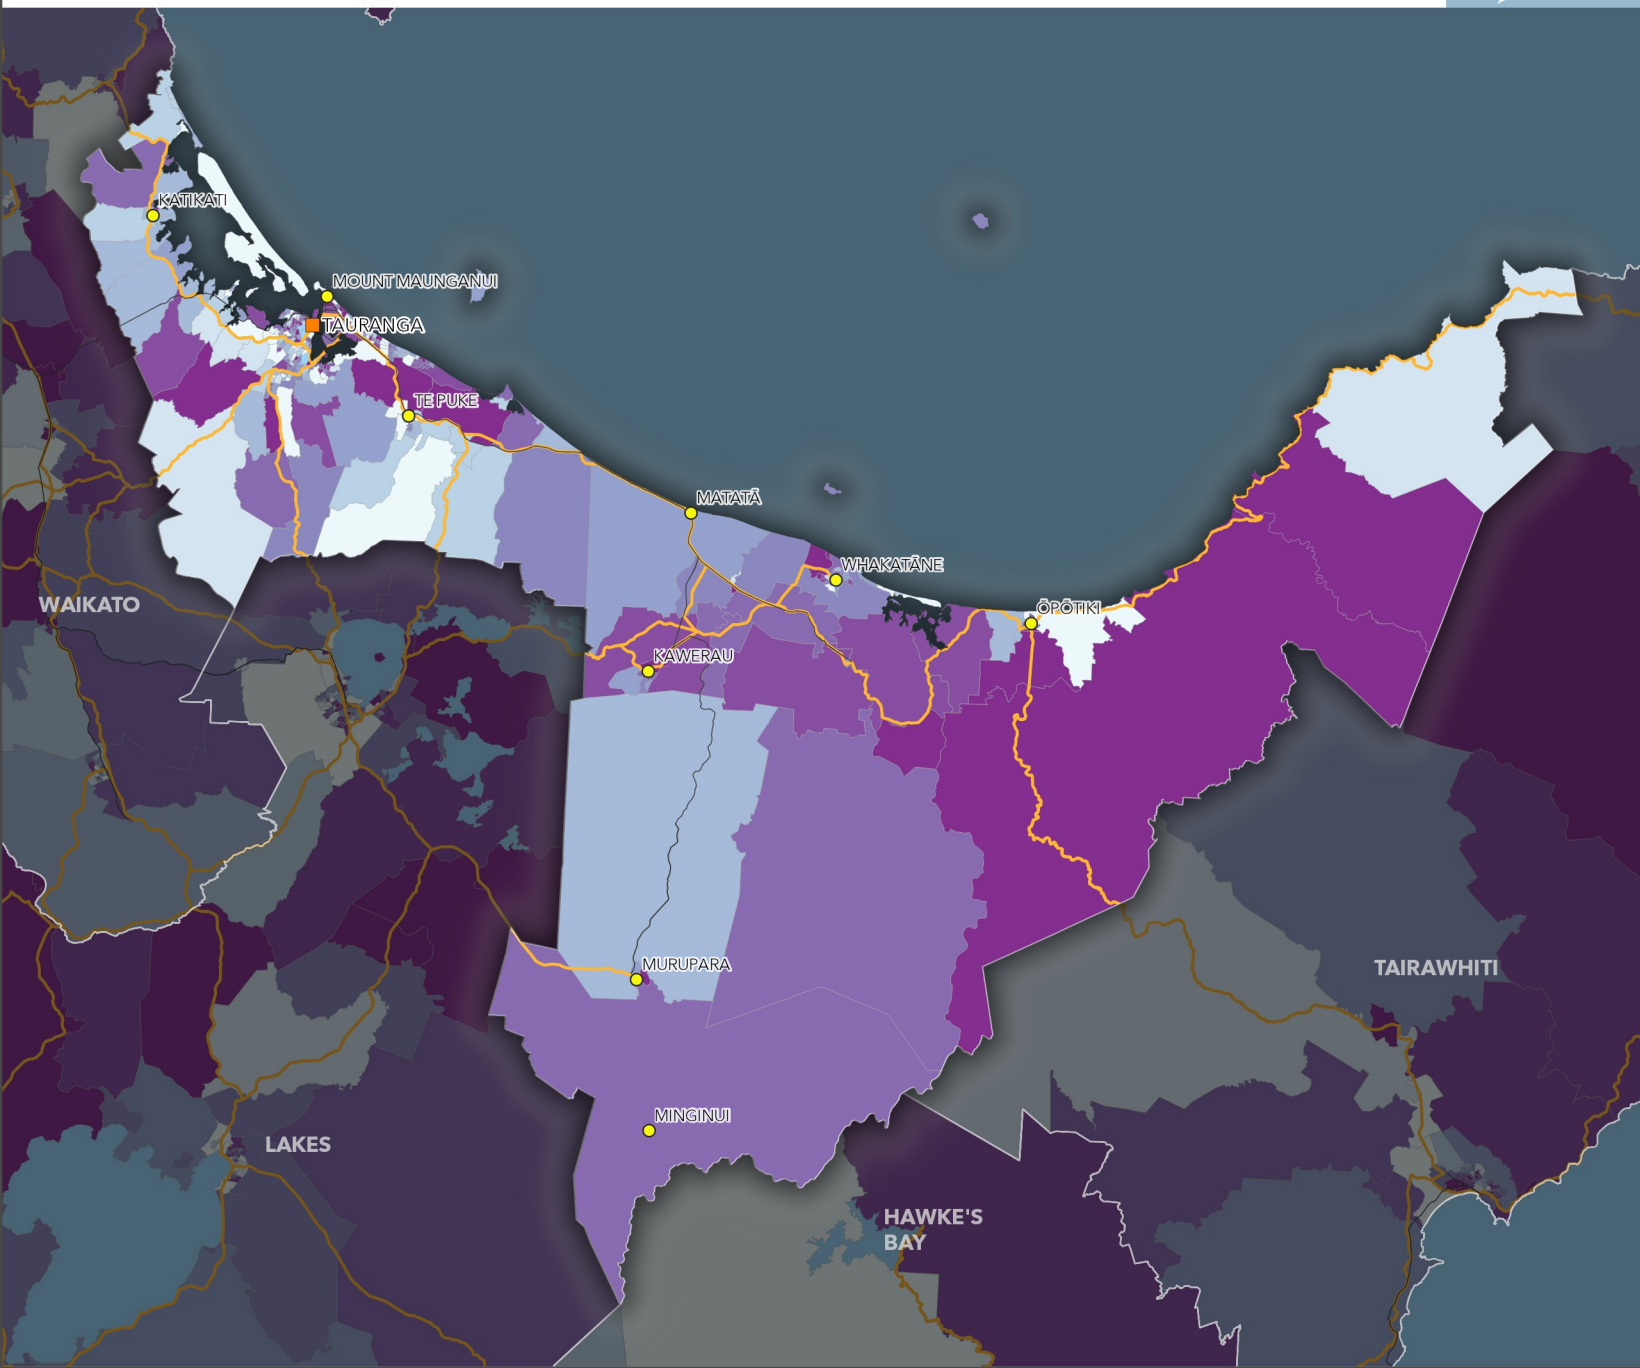 KATIKATI
MOUNT MAUNGANUI
TAURANGA
TE PUKE
MATATĀ
WHAKATĀNE
WAIKATO
ŌPŌTIKI
KAWERAU
MURUPARA
TAIRAWHITI
MINGINUI
LAKES
HAWKE'S
BAY